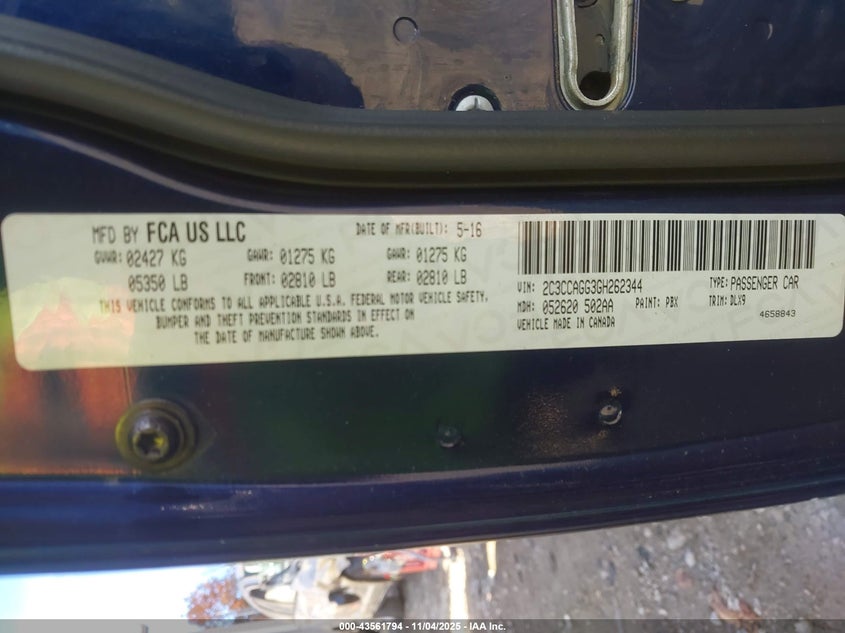 MFD BY FCA US LLC
DATE OF MFR(BUILT): 5-16
GVWR: 02427 KG
GAWR: 01275 KG
GAWR: 01275 KG
05350 LB
FRONT: 02810 LB
REAR: 02810 LB
THIS VEHICLE CONFORMS TO ALL APPLICABLE U.S.A. FEDERAL MOTOR VEHICLE SAFETY,
BUMPER AND THEFT PREVENTION STANDARDS IN EFFECT ON
THE DATE OF MANUFACTURE SHOWN ABOVE.
VIN: 2C3CCAGG3GH262344
TYPE: PASSENGER CAR
MDH: 052620 502AA
PAINT: PBX
TRIM: DLX9
VEHICLE MADE IN CANADA
4658843
000-43561794 - 11/04/2025 - IAA Inc.